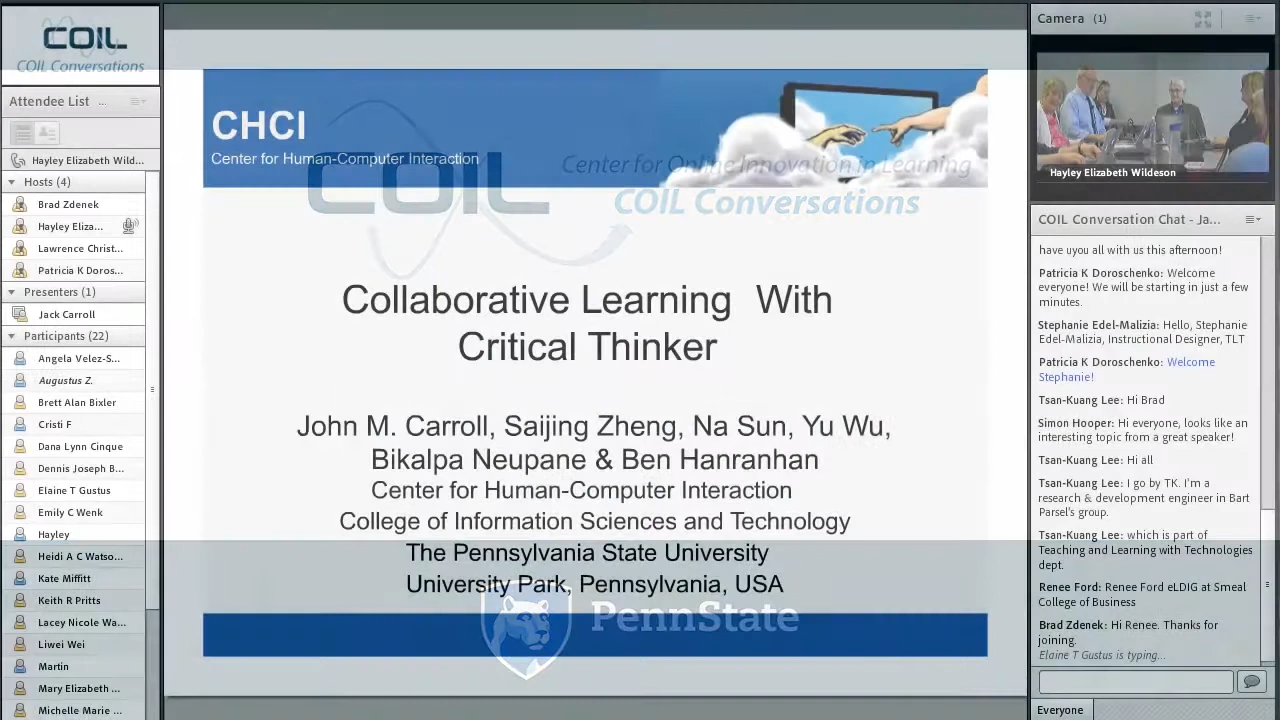 COIL
COIL Conversations
Attendee List ...
Hayley Elizabeth Wild...
Hosts (4)
Brad Zdenek
Hayley Eliza...
Lawrence Christ...
Patricia K Doros...
Presenters (1)
Jack Carroll
Participants (22)
Angela Velez-S...
Augustus Z.
Brett Alan Bixler
Cristi F
Dana Lynn Cinque
Dennis Joseph B...
Elaine T Gustus
Emily C Wenk
Hayley
Heidi A C Watso...
Kate Miffitt
Keith R Pritts
Lacey Nicole Wa...
Liwei Wei
Martin
Mary Elizabeth ...
Michelle Marie ...
CHCI
Center for Human-Computer Interaction
COIL
Center for Online Innovation in Learning
COIL Conversations
Collaborative Learning With
Critical Thinker
John M. Carroll, Saijing Zheng, Na Sun, Yu Wu,
Bikalpa Neupane & Ben Hanranhan
Center for Human-Computer Interaction
College of Information Sciences and Technology
The Pennsylvania State University
University Park, Pennsylvania, USA
PennState
Camera (1)
Hayley Elizabeth Wildeson
COIL Conversation Chat - Ja...
have uyou all with us this afternoon!
Patricia K Doroschenko: Welcome
everyone! We will be starting in just a few
minutes.
Stephanie Edel-Malizia: Hello, Stephanie
Edel-Malizia, Instructional Designer, TLT
Patricia K Doroschenko: Welcome
Stephanie!
Tsan-Kuang Lee: Hi Brad
Simon Hooper: Hi everyone, looks like an
interesting topic from a great speaker!
Tsan-Kuang Lee: Hi all
Tsan-Kuang Lee: I go by TK. I'm a
research & development engineer in Bart
Parsel's group.
Tsan-Kuang Lee: which is part of
Teaching and Learning with Technologies
dept.
Renee Ford: Renee Ford eLDIG at Smeal
College of Business
Brad Zdenek: Hi Renee. Thanks for
joining.
Elaine T Gustus is typing...
Everyone